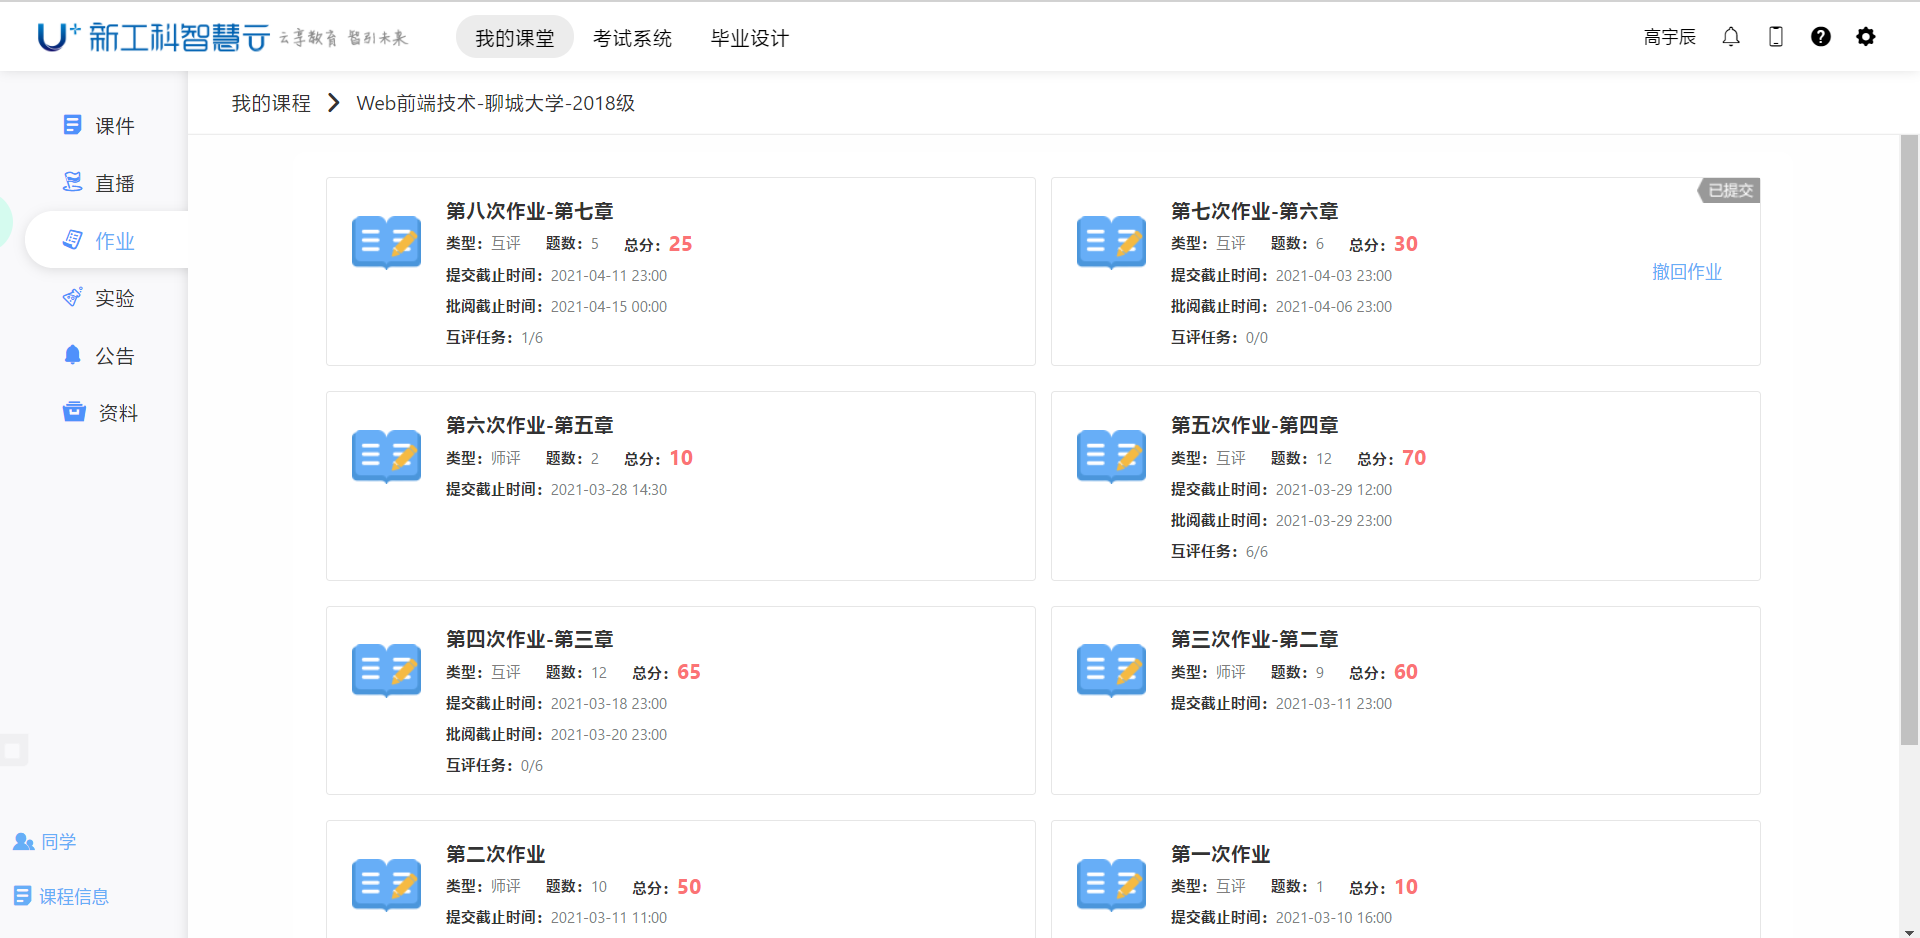 U+ 新工科智慧云 云享教育 智引未来
我的课堂 考试系统 毕业设计
高宇辰
课件
直播
作业
实验
公告
资料
同学
课程信息
我的课程 > Web前端技术-聊城大学-2018级
第八次作业-第七章
类型：互评 题数：5 总分：25
提交截止时间：2021-04-11 23:00
批阅截止时间：2021-04-15 00:00
互评任务：1/6
已提交
第七次作业-第六章
类型：互评 题数：6 总分：30
提交截止时间：2021-04-03 23:00
批阅截止时间：2021-04-06 23:00
互评任务：0/0
撤回作业
第六次作业-第五章
类型：师评 题数：2 总分：10
提交截止时间：2021-03-28 14:30
第五次作业-第四章
类型：互评 题数：12 总分：70
提交截止时间：2021-03-29 12:00
批阅截止时间：2021-03-29 23:00
互评任务：6/6
第四次作业-第三章
类型：互评 题数：12 总分：65
提交截止时间：2021-03-18 23:00
批阅截止时间：2021-03-20 23:00
互评任务：0/6
第三次作业-第二章
类型：师评 题数：9 总分：60
提交截止时间：2021-03-11 23:00
第二次作业
类型：师评 题数：10 总分：50
提交截止时间：2021-03-11 11:00
第一次作业
类型：互评 题数：1 总分：10
提交截止时间：2021-03-10 16:00